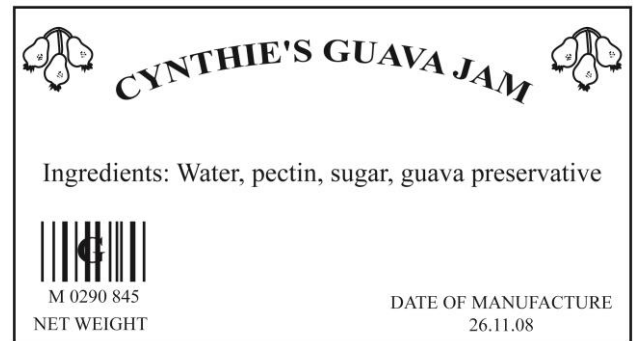 CYNTHIE'S GUAVA JAM
Ingredients: Water, pectin, sugar, guava preservative
G
M 0290 845
NET WEIGHT
DATE OF MANUFACTURE
26.11.08